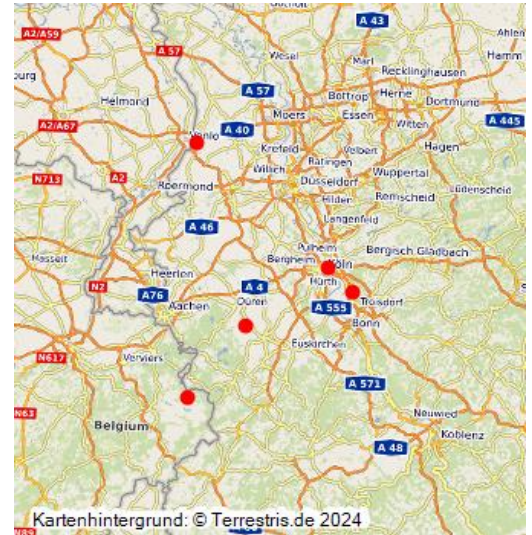 Bocholt
A 43
A2/A59
A 57
Wesel
Marl
Ahlen
Recklinghausen
Hamm
Helmond
A 57
Bottrop
Herne
Dortmund
Moers
Essen
A2/A67
Venlo
A 40
Witten
A 445
Krefeld
Velbert
Hagen
Ratingen
N713
A2
Willich
Wuppertal
Roermond
Düsseldorf
Lüdenscheid
Hilden
Remscheid
Langenfeld
A 46
Pulheim
Bergisch Gladbach
Hasselt
Bergheim
Köln
Heerlen
N2
A 4
Hürth
A76
Düren
Troisdorf
Aachen
A 555
Bonn
N617
Verviers
Euskirchen
A 571
N63
Neuwied
Belgium
Koblenz
A 48
Kartenhintergrund: © Terrestris.de 2024
N89